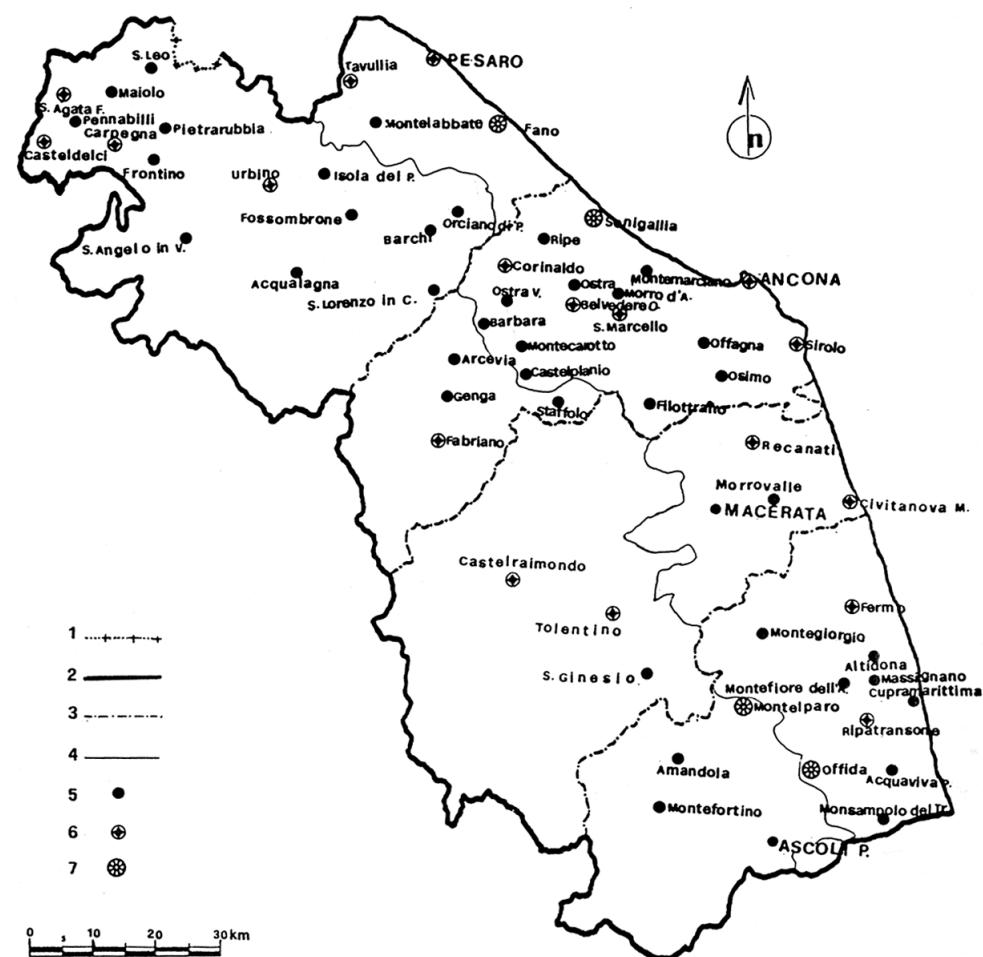 PESARO
S. Leo
Tavullia
Maiolo
S. Agata F.
Pennabilli
Carpegna
Pietrarubbia
Montelabbate
Fano
n
Casteldelci
Frontino
urbino
Isola del P.
Fossombrone
Orciano di P.
Barchi
Senigallia
S. Angelo in V.
Ripe
Acqualagna
Corinaldo
Montemarciano
ANCONA
S. Lorenzo in C.
Ostra V.
Ostra
Morro d'A.
Belvedere O.
S. Marcello
Barbara
Montecarotto
Offagna
Sirolo
Arcevia
Castelplanio
Osimo
Genga
Staffolo
Filottrano
Fabriano
Recanati
Morrovalle
MACERATA
Civitanova M.
Castelraimondo
Tolentino
Fermo
Montegiorgio
Altidona
S. Ginesio
Massignano
Montefiore dell'A.
Cupramarittima
Montelparo
Ripatransone
Amandola
Offida
Acquaviva P.
Montefortino
Monsampolo del Tr.
ASCOLI P.
1
2
3
4
5
6
7
0 5 10 20 30 km